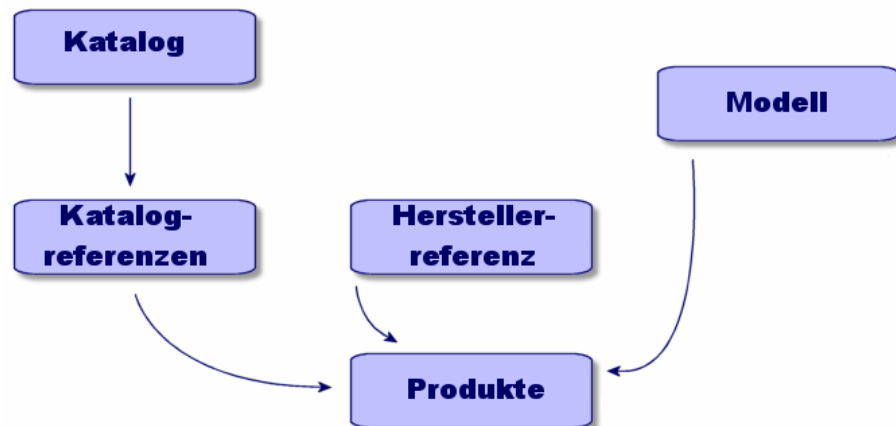 Katalog
Modell
Katalog-
referenzen
Hersteller-
referenz
Produkte